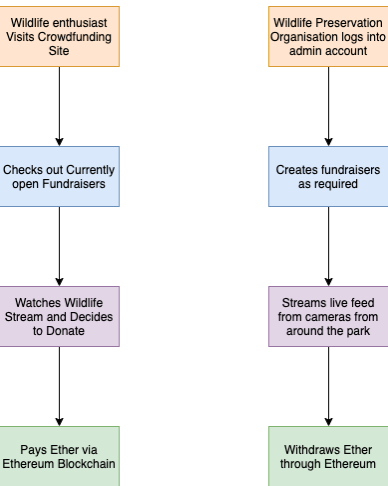 Wildlife enthusiast
Visits Crowdfunding
Site
Wildlife Preservation
Organisation logs into
admin account
Checks out Currently
open Fundraisers
Creates fundraisers
as required
Watches Wildlife
Stream and Decides
to Donate
Streams live feed
from cameras from
around the park
Pays Ether via
Ethereum Blockchain
Withdraws Ether
through Ethereum